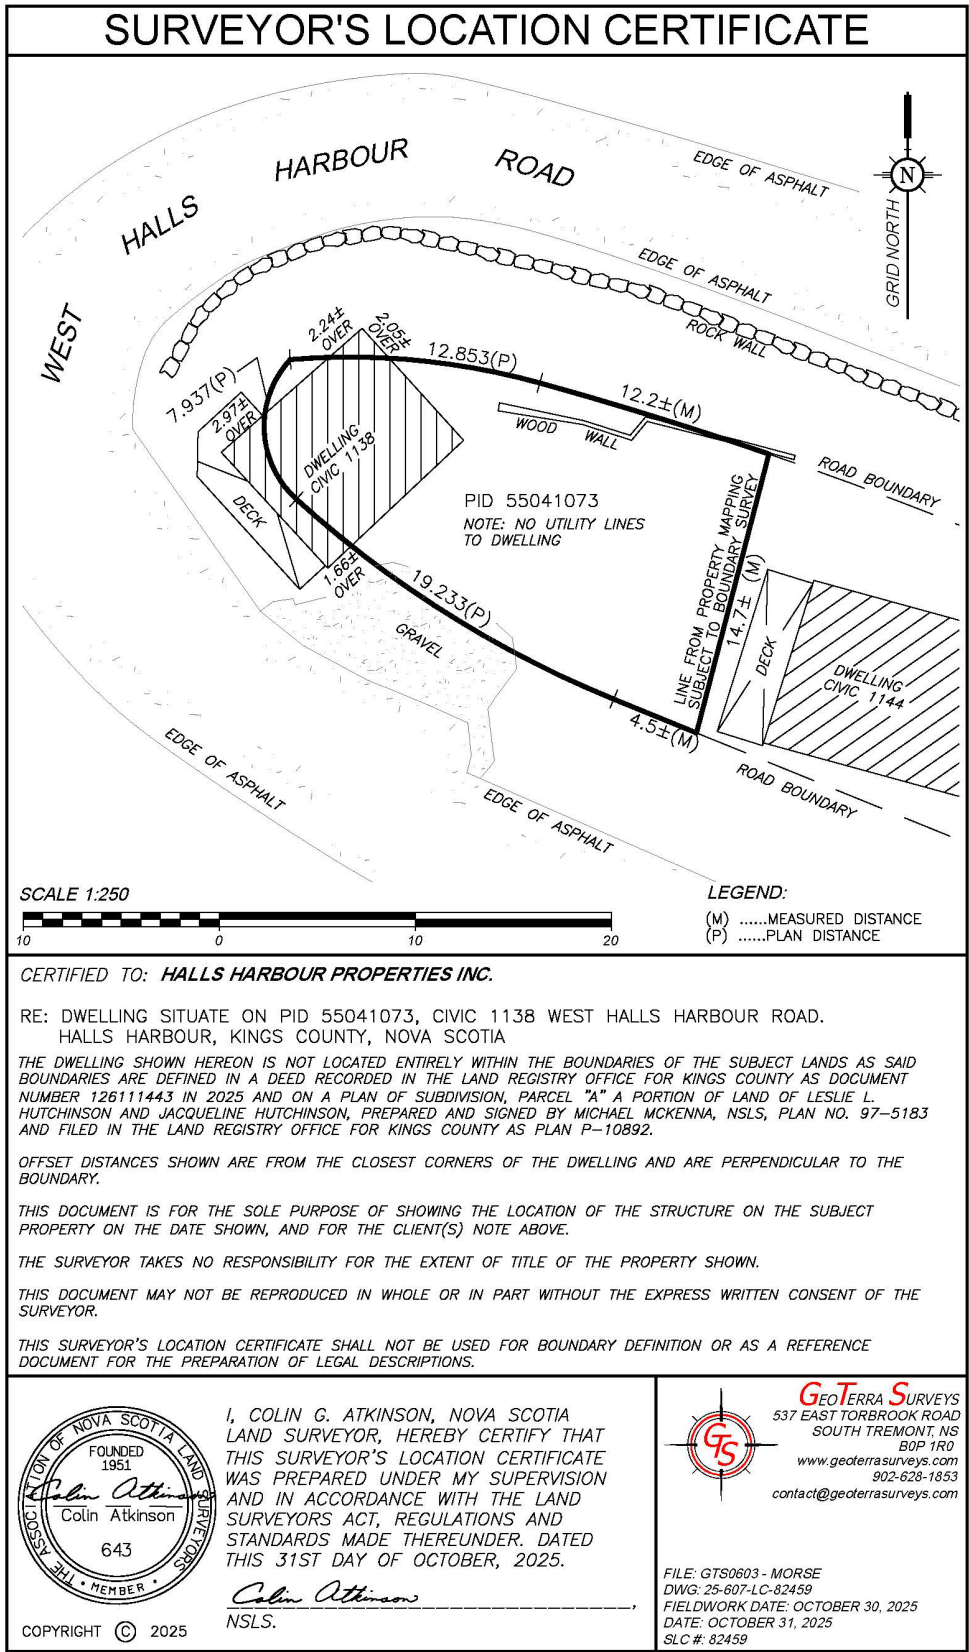 SURVEYOR'S LOCATION CERTIFICATE
WEST HALLS HARBOUR ROAD
EDGE OF ASPHALT
EDGE OF ASPHALT
ROCK WALL
N
GRID NORTH
2.24±
OVER
2.05±
OVER
12.853(P)
12.2±(M)
7.937(P)
2.97±
OVER
WOOD WALL
DWELLING
CIVIC 1138
DECK
PID 55041073
NOTE: NO UTILITY LINES
TO DWELLING
ROAD BOUNDARY
LINE FROM PROPERTY MAPPING
SUBJECT TO BOUNDARY SURVEY
14.7± (M)
1.66±
OVER
19.233(P)
GRAVEL
DECK
DWELLING
CIVIC 1144
4.5±(M)
ROAD BOUNDARY
EDGE OF ASPHALT
EDGE OF ASPHALT
SCALE 1:250
10 0 10 20
LEGEND:
(M) ......MEASURED DISTANCE
(P) ......PLAN DISTANCE
CERTIFIED TO: HALLS HARBOUR PROPERTIES INC.
RE: DWELLING SITUATE ON PID 55041073, CIVIC 1138 WEST HALLS HARBOUR ROAD.
HALLS HARBOUR, KINGS COUNTY, NOVA SCOTIA
THE DWELLING SHOWN HEREON IS NOT LOCATED ENTIRELY WITHIN THE BOUNDARIES OF THE SUBJECT LANDS AS SAID
BOUNDARIES ARE DEFINED IN A DEED RECORDED IN THE LAND REGISTRY OFFICE FOR KINGS COUNTY AS DOCUMENT
NUMBER 126111443 IN 2025 AND ON A PLAN OF SUBDIVISION, PARCEL "A" A PORTION OF LAND OF LESLIE L.
HUTCHINSON AND JACQUELINE HUTCHINSON, PREPARED AND SIGNED BY MICHAEL MCKENNA, NSLS, PLAN NO. 97-5183
AND FILED IN THE LAND REGISTRY OFFICE FOR KINGS COUNTY AS PLAN P-10892.
OFFSET DISTANCES SHOWN ARE FROM THE CLOSEST CORNERS OF THE DWELLING AND ARE PERPENDICULAR TO THE
BOUNDARY.
THIS DOCUMENT IS FOR THE SOLE PURPOSE OF SHOWING THE LOCATION OF THE STRUCTURE ON THE SUBJECT
PROPERTY ON THE DATE SHOWN, AND FOR THE CLIENT(S) NOTE ABOVE.
THE SURVEYOR TAKES NO RESPONSIBILITY FOR THE EXTENT OF TITLE OF THE PROPERTY SHOWN.
THIS DOCUMENT MAY NOT BE REPRODUCED IN WHOLE OR IN PART WITHOUT THE EXPRESS WRITTEN CONSENT OF THE
SURVEYOR.
THIS SURVEYOR'S LOCATION CERTIFICATE SHALL NOT BE USED FOR BOUNDARY DEFINITION OR AS A REFERENCE
DOCUMENT FOR THE PREPARATION OF LEGAL DESCRIPTIONS.
THE ASSOCIATION OF NOVA SCOTIA LAND SURVEYORS
FOUNDED
1951
Colin Atkinson
Colin Atkinson
643
• MEMBER •
COPYRIGHT © 2025
I, COLIN G. ATKINSON, NOVA SCOTIA
LAND SURVEYOR, HEREBY CERTIFY THAT
THIS SURVEYOR'S LOCATION CERTIFICATE
WAS PREPARED UNDER MY SUPERVISION
AND IN ACCORDANCE WITH THE LAND
SURVEYORS ACT, REGULATIONS AND
STANDARDS MADE THEREUNDER. DATED
THIS 31ST DAY OF OCTOBER, 2025.
Colin Atkinson,
NSLS.
GTS
GEOTERRA SURVEYS
537 EAST TORBROOK ROAD
SOUTH TREMONT, NS
B0P 1R0
www.geoterrasurveys.com
902-628-1853
contact@geoterrasurveys.com
FILE: GTS0603 - MORSE
DWG: 25-607-LC-82459
FIELDWORK DATE: OCTOBER 30, 2025
DATE: OCTOBER 31, 2025
SLC #: 82459